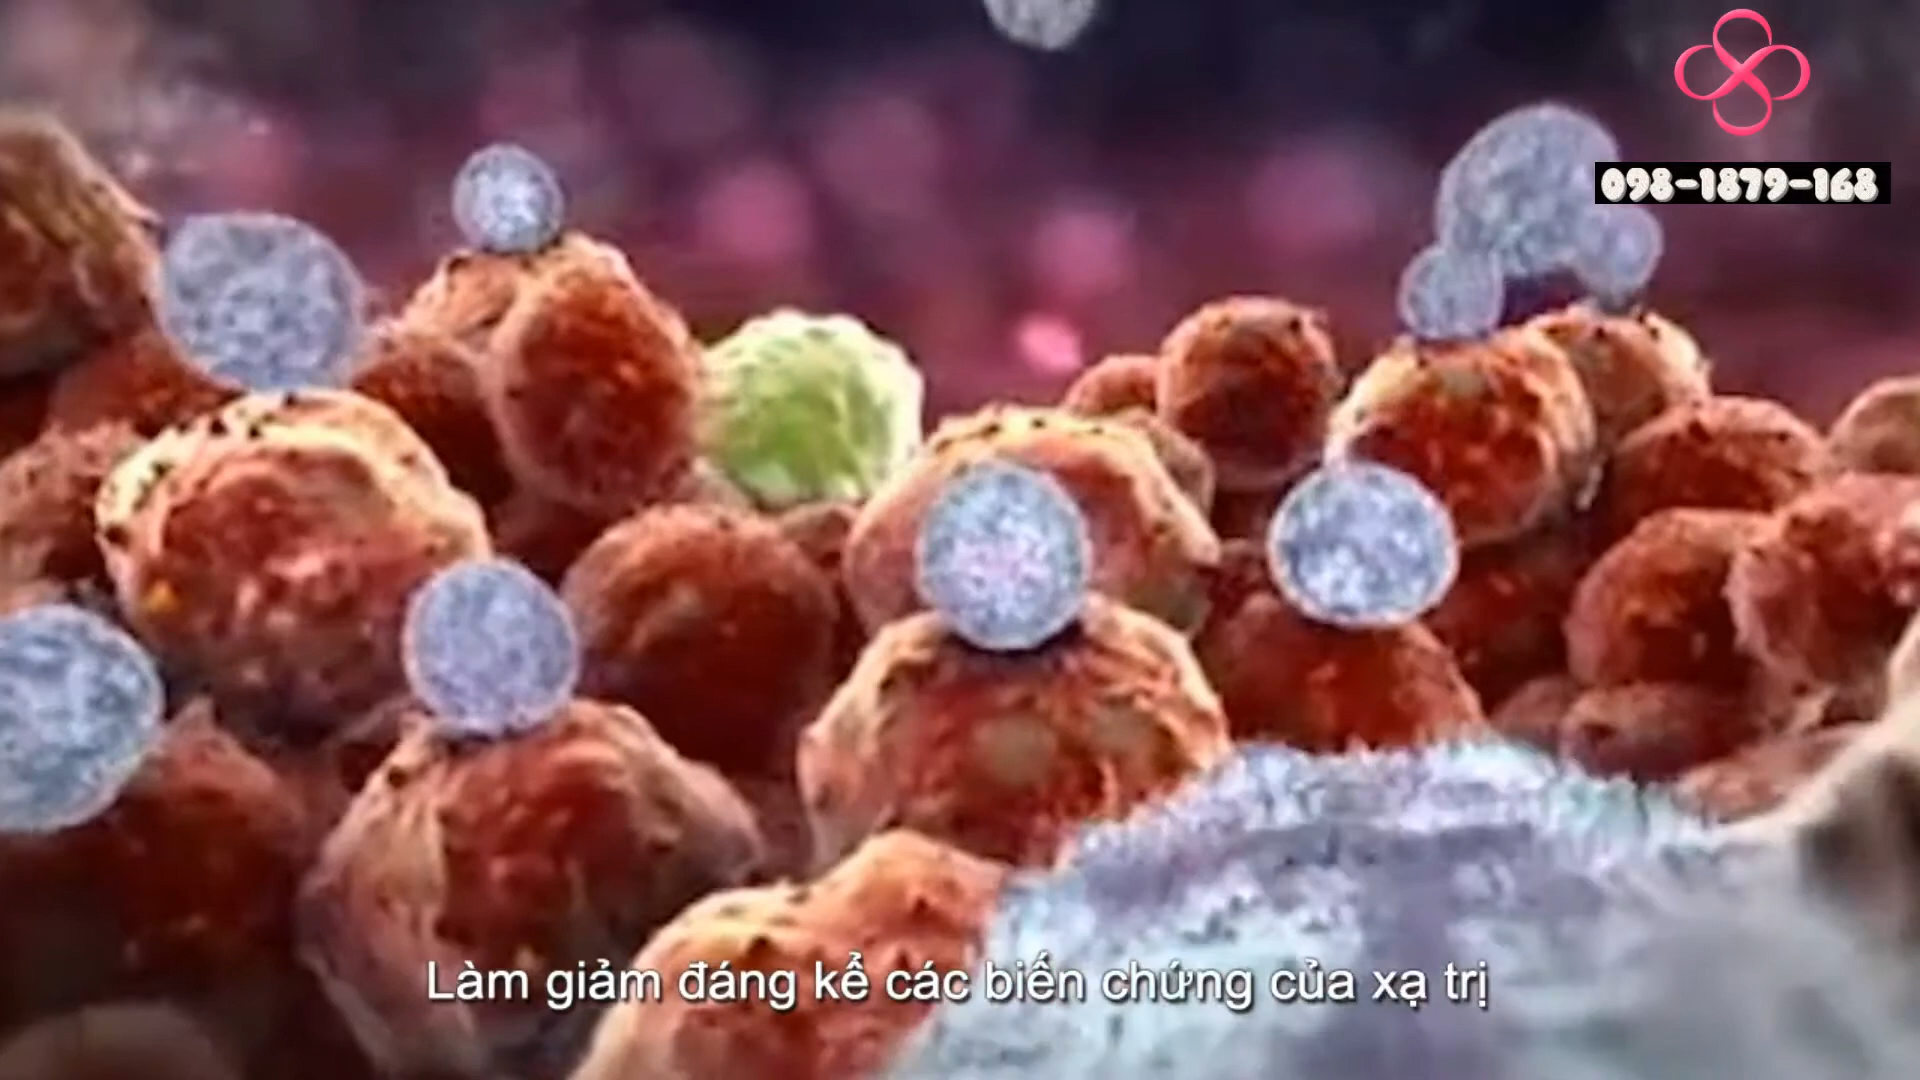 098-1879-168
Làm giảm đáng kể các biến chứng của xạ trị